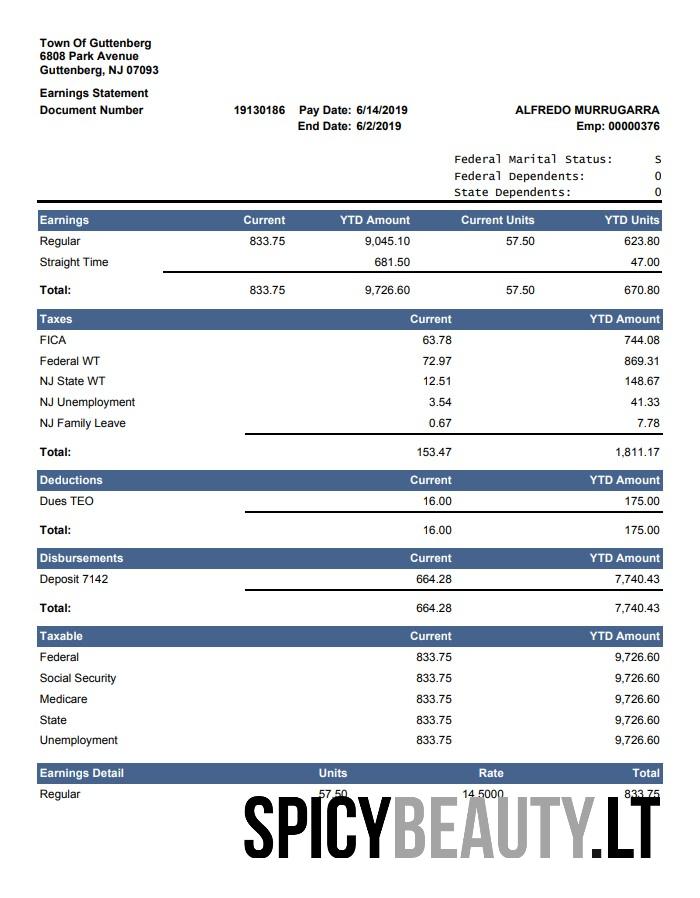 Town Of Guttenberg
6808 Park Avenue
Guttenberg, NJ 07093
Earnings Statement
Document Number 19130186 Pay Date: 6/14/2019 ALFREDO MURRUGARRA
End Date: 6/2/2019 Emp: 00000376
Federal Marital Status: S
Federal Dependents: 0
State Dependents: 0
Earnings Current YTD Amount Current Units YTD Units
Regular 833.75 9,045.10 57.50 623.80
Straight Time 681.50 47.00
Total: 833.75 9,726.60 57.50 670.80
Taxes Current YTD Amount
FICA 63.78 744.08
Federal WT 72.97 869.31
NJ State WT 12.51 148.67
NJ Unemployment 3.54 41.33
NJ Family Leave 0.67 7.78
Total: 153.47 1,811.17
Deductions Current YTD Amount
Dues TEO 16.00 175.00
Total: 16.00 175.00
Disbursements Current YTD Amount
Deposit 7142 664.28 7,740.43
Total: 664.28 7,740.43
Taxable Current YTD Amount
Federal 833.75 9,726.60
Social Security 833.75 9,726.60
Medicare 833.75 9,726.60
State 833.75 9,726.60
Unemployment 833.75 9,726.60
Earnings Detail Units Rate Total
Regular 57.50 14.5000 833.75
SPICYBEAUTY.LT